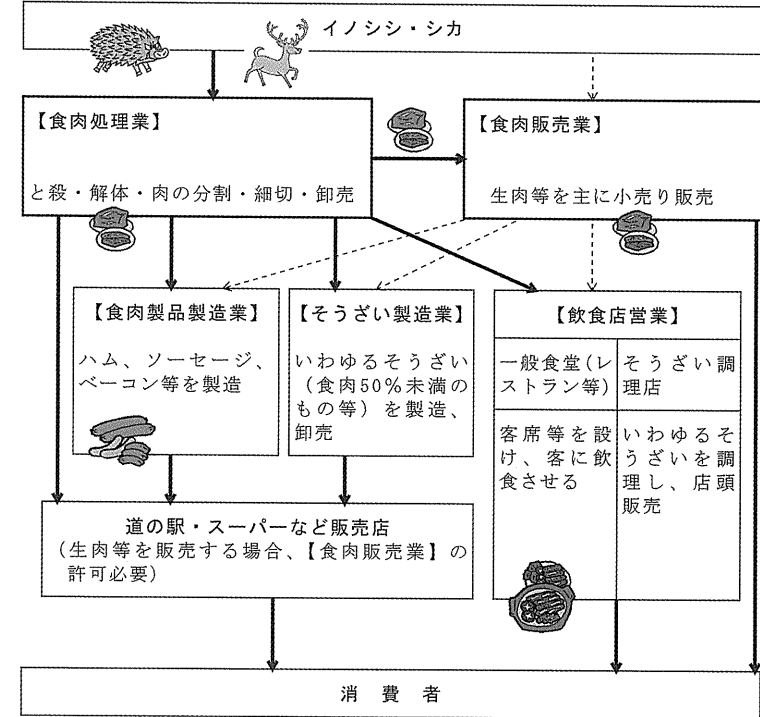 イノシシ・シカ
【食肉処理業】
と殺・解体・肉の分割・細切・卸売
【食肉販売業】
生肉等を主に小売り販売
【食肉製品製造業】
ハム、ソーセージ、
ベーコン等を製造
【そうざい製造業】
いわゆるそうざい
(食肉50%未満の
もの等)を製造、
卸売
【飲食店営業】
一般食堂(レ
ストラン等)
そうざい調
理店
客席等を設
け、客に飲
食させる
いわゆるそ
うざいを調
理し、店頭
販売
道の駅・スーパーなど販売店
(生肉等を販売する場合、【食肉販売業】の
許可必要)
消 費 者